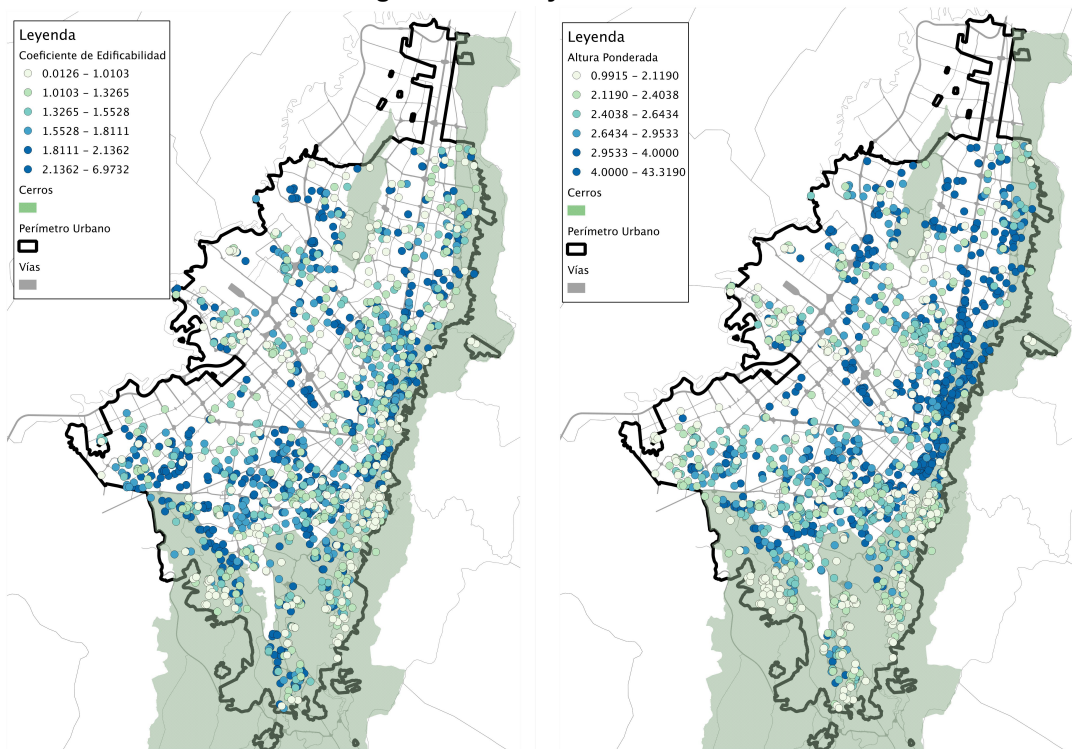 Leyenda
Coeficiente de Edificabilidad
0.0126 – 1.0103
1.0103 – 1.3265
1.3265 – 1.5528
1.5528 – 1.8111
1.8111 – 2.1362
2.1362 – 6.9732
Cerros
Perímetro Urbano
Vías
Leyenda
Altura Ponderada
0.9915 – 2.1190
2.1190 – 2.4038
2.4038 – 2.6434
2.6434 – 2.9533
2.9533 – 4.0000
4.0000 – 43.3190
Cerros
Perímetro Urbano
Vías